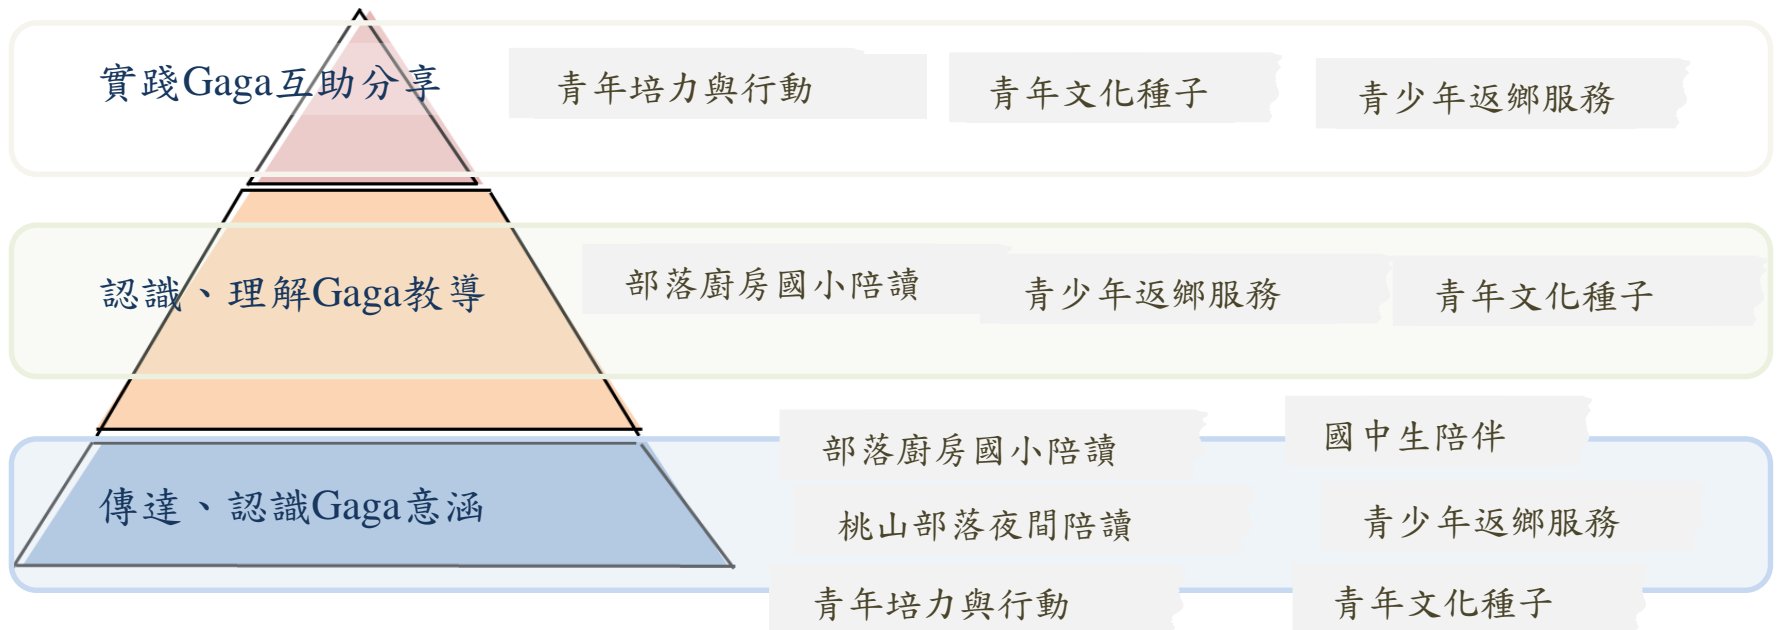 實踐Gaga互助分享
青年培力與行動
青年文化種子
青少年返鄉服務
認識、理解Gaga教導
部落廚房國小陪讀
青少年返鄉服務
青年文化種子
傳達、認識Gaga意涵
部落廚房國小陪讀
國中生陪伴
桃山部落夜間陪讀
青少年返鄉服務
青年培力與行動
青年文化種子